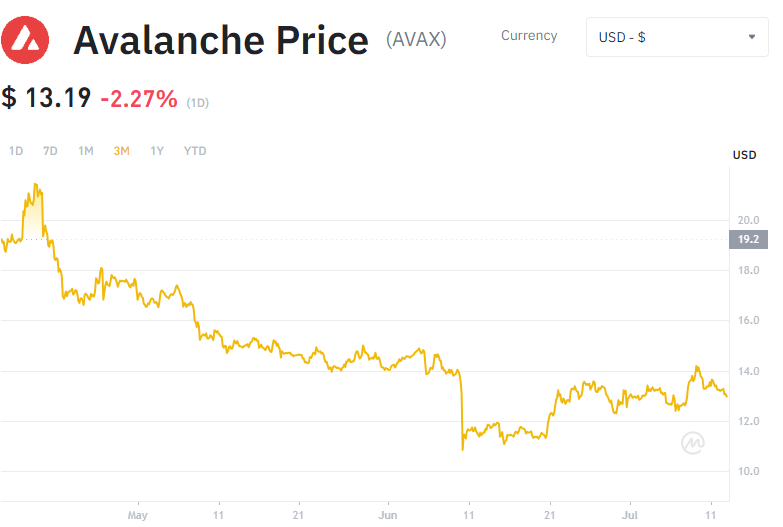 Avalanche Price (AVAX)
Currency
USD - $
$ 13.19 -2.27% (1D)
1D 7D 1M 3M 1Y YTD
USD
20.0
19.2
18.0
16.0
14.0
12.0
10.0
May 11 21 Jun 11 21 Jul 11